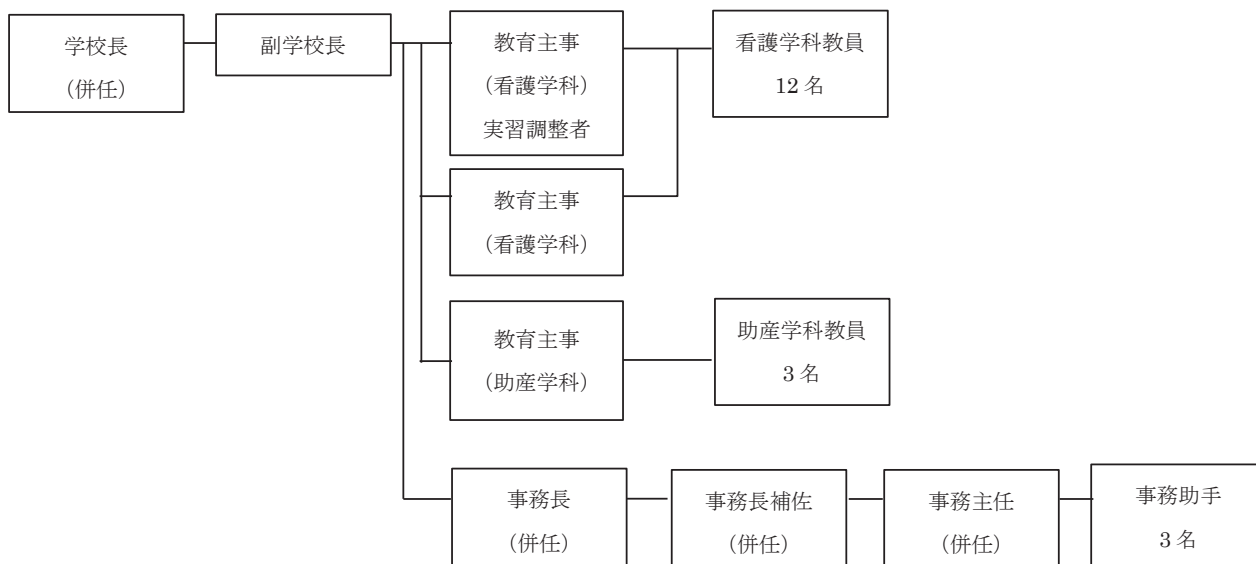 学校長
(併任)
副学校長
教育主事
(看護学科)
実習調整者
看護学科教員
12 名
教育主事
(看護学科)
教育主事
(助産学科)
助産学科教員
3 名
事務長
(併任)
事務長補佐
(併任)
事務主任
(併任)
事務助手
3 名